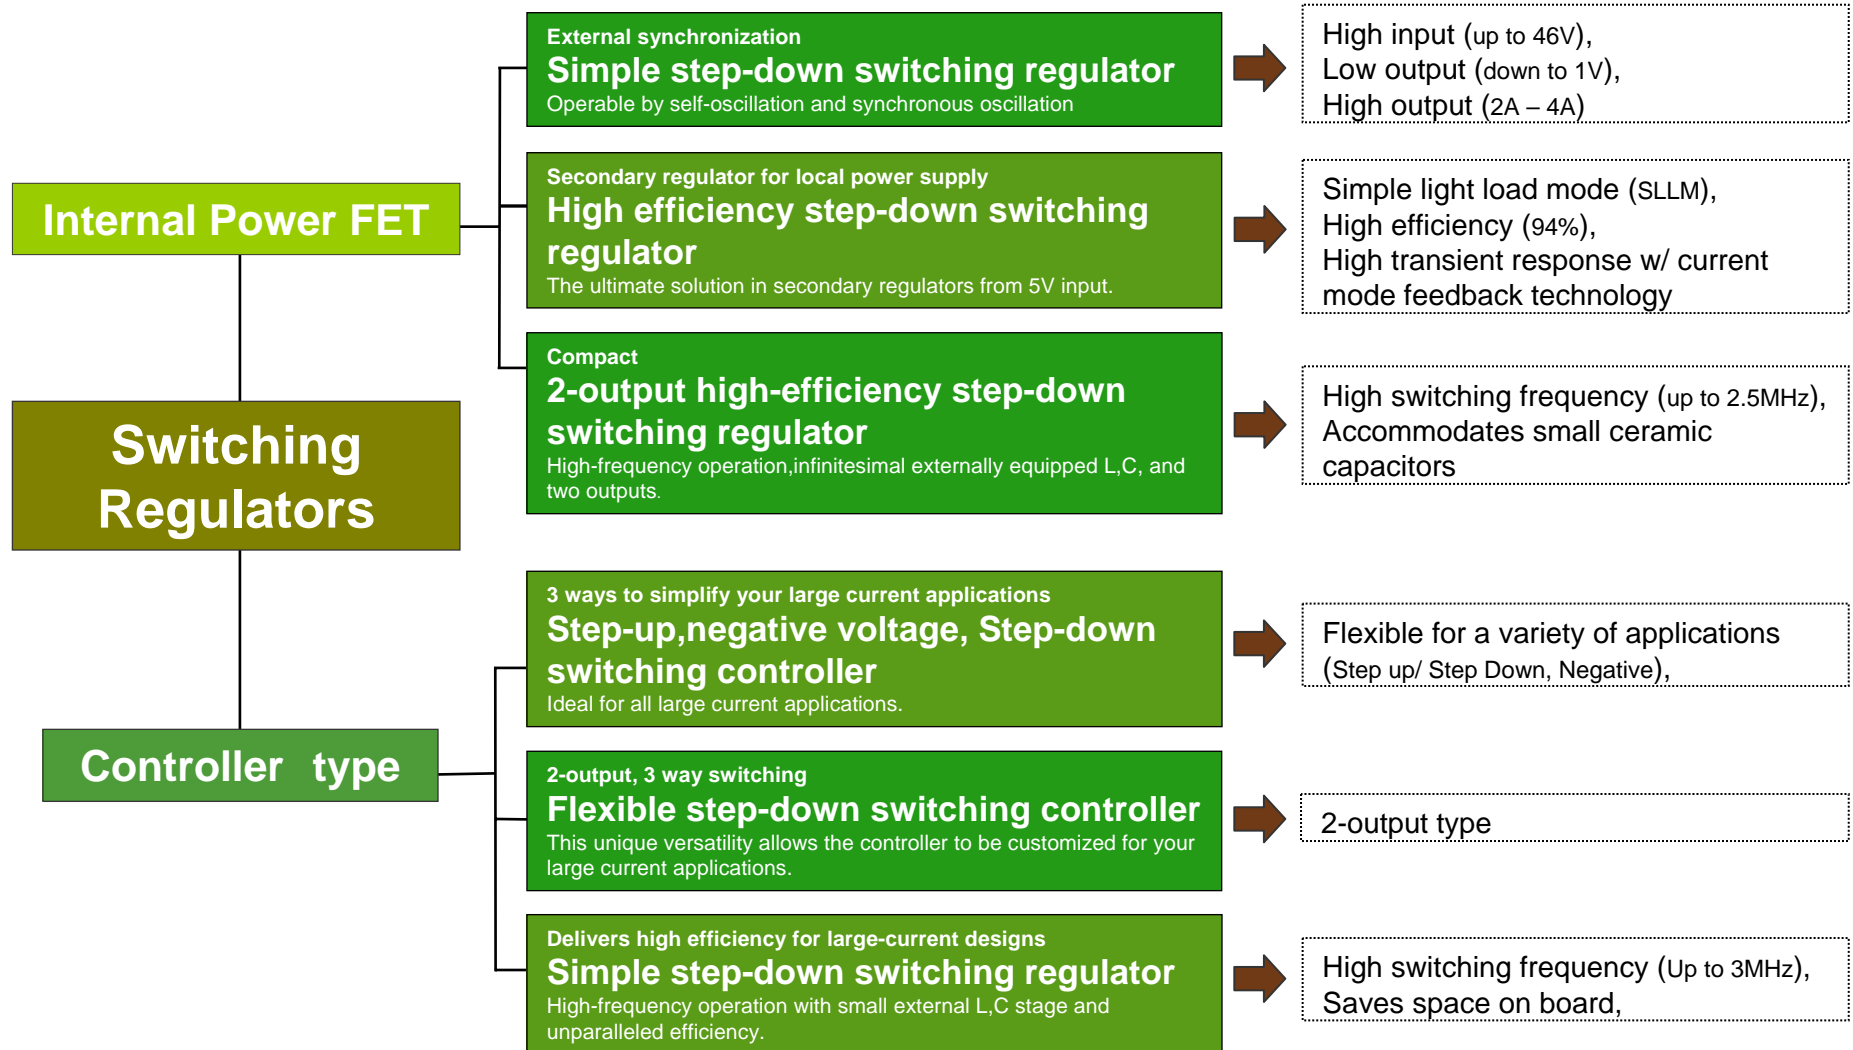 External synchronization
Simple step-down switching regulator
Operable by self-oscillation and synchronous oscillation
High input (up to 46V),
Low output (down to 1V),
High output (2A – 4A)
Internal Power FET
Secondary regulator for local power supply
High efficiency step-down switching
regulator
The ultimate solution in secondary regulators from 5V input.
Simple light load mode (SLLM),
High efficiency (94%),
High transient response w/ current
mode feedback technology
Compact
2-output high-efficiency step-down
switching regulator
High-frequency operation,infinitesimal externally equipped L,C, and
two outputs.
High switching frequency (up to 2.5MHz),
Accommodates small ceramic
capacitors
Switching
Regulators
3 ways to simplify your large current applications
Step-up,negative voltage, Step-down
switching controller
Ideal for all large current applications.
Flexible for a variety of applications
(Step up/ Step Down, Negative),
Controller type
2-output, 3 way switching
Flexible step-down switching controller
This unique versatility allows the controller to be customized for your
large current applications.
2-output type
Delivers high efficiency for large-current designs
Simple step-down switching regulator
High-frequency operation with small external L,C stage and
unparalleled efficiency.
High switching frequency (Up to 3MHz),
Saves space on board,